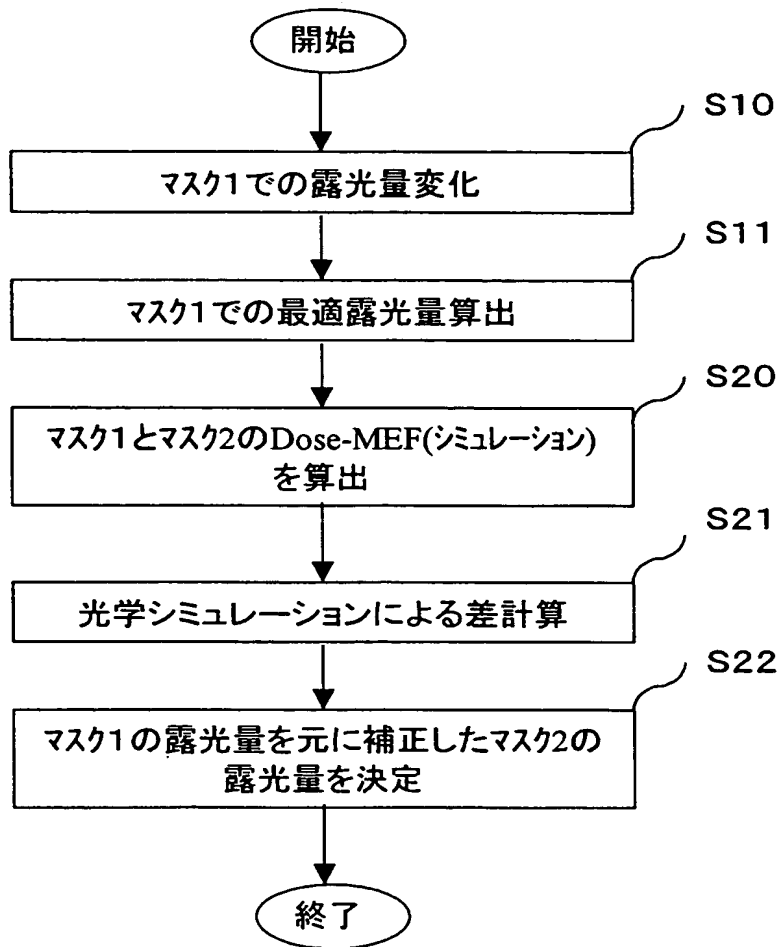 開始
S10
マスク1での露光量変化
S11
マスク1での最適露光量算出
S20
マスク1とマスク2のDose-MEF(シミュレーション)
を算出
S21
光学シミュレーションによる差計算
S22
マスク1の露光量を元に補正したマスク2の
露光量を決定
終了